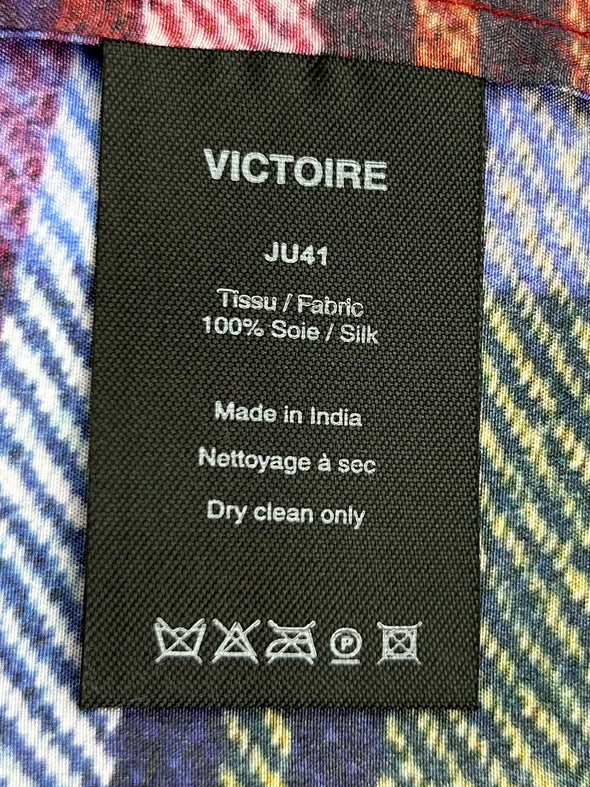 VICTOIRE
JU41
Tissu / Fabric
100% Soie / Silk
Made in India
Nettoyage à sec
Dry clean only
P